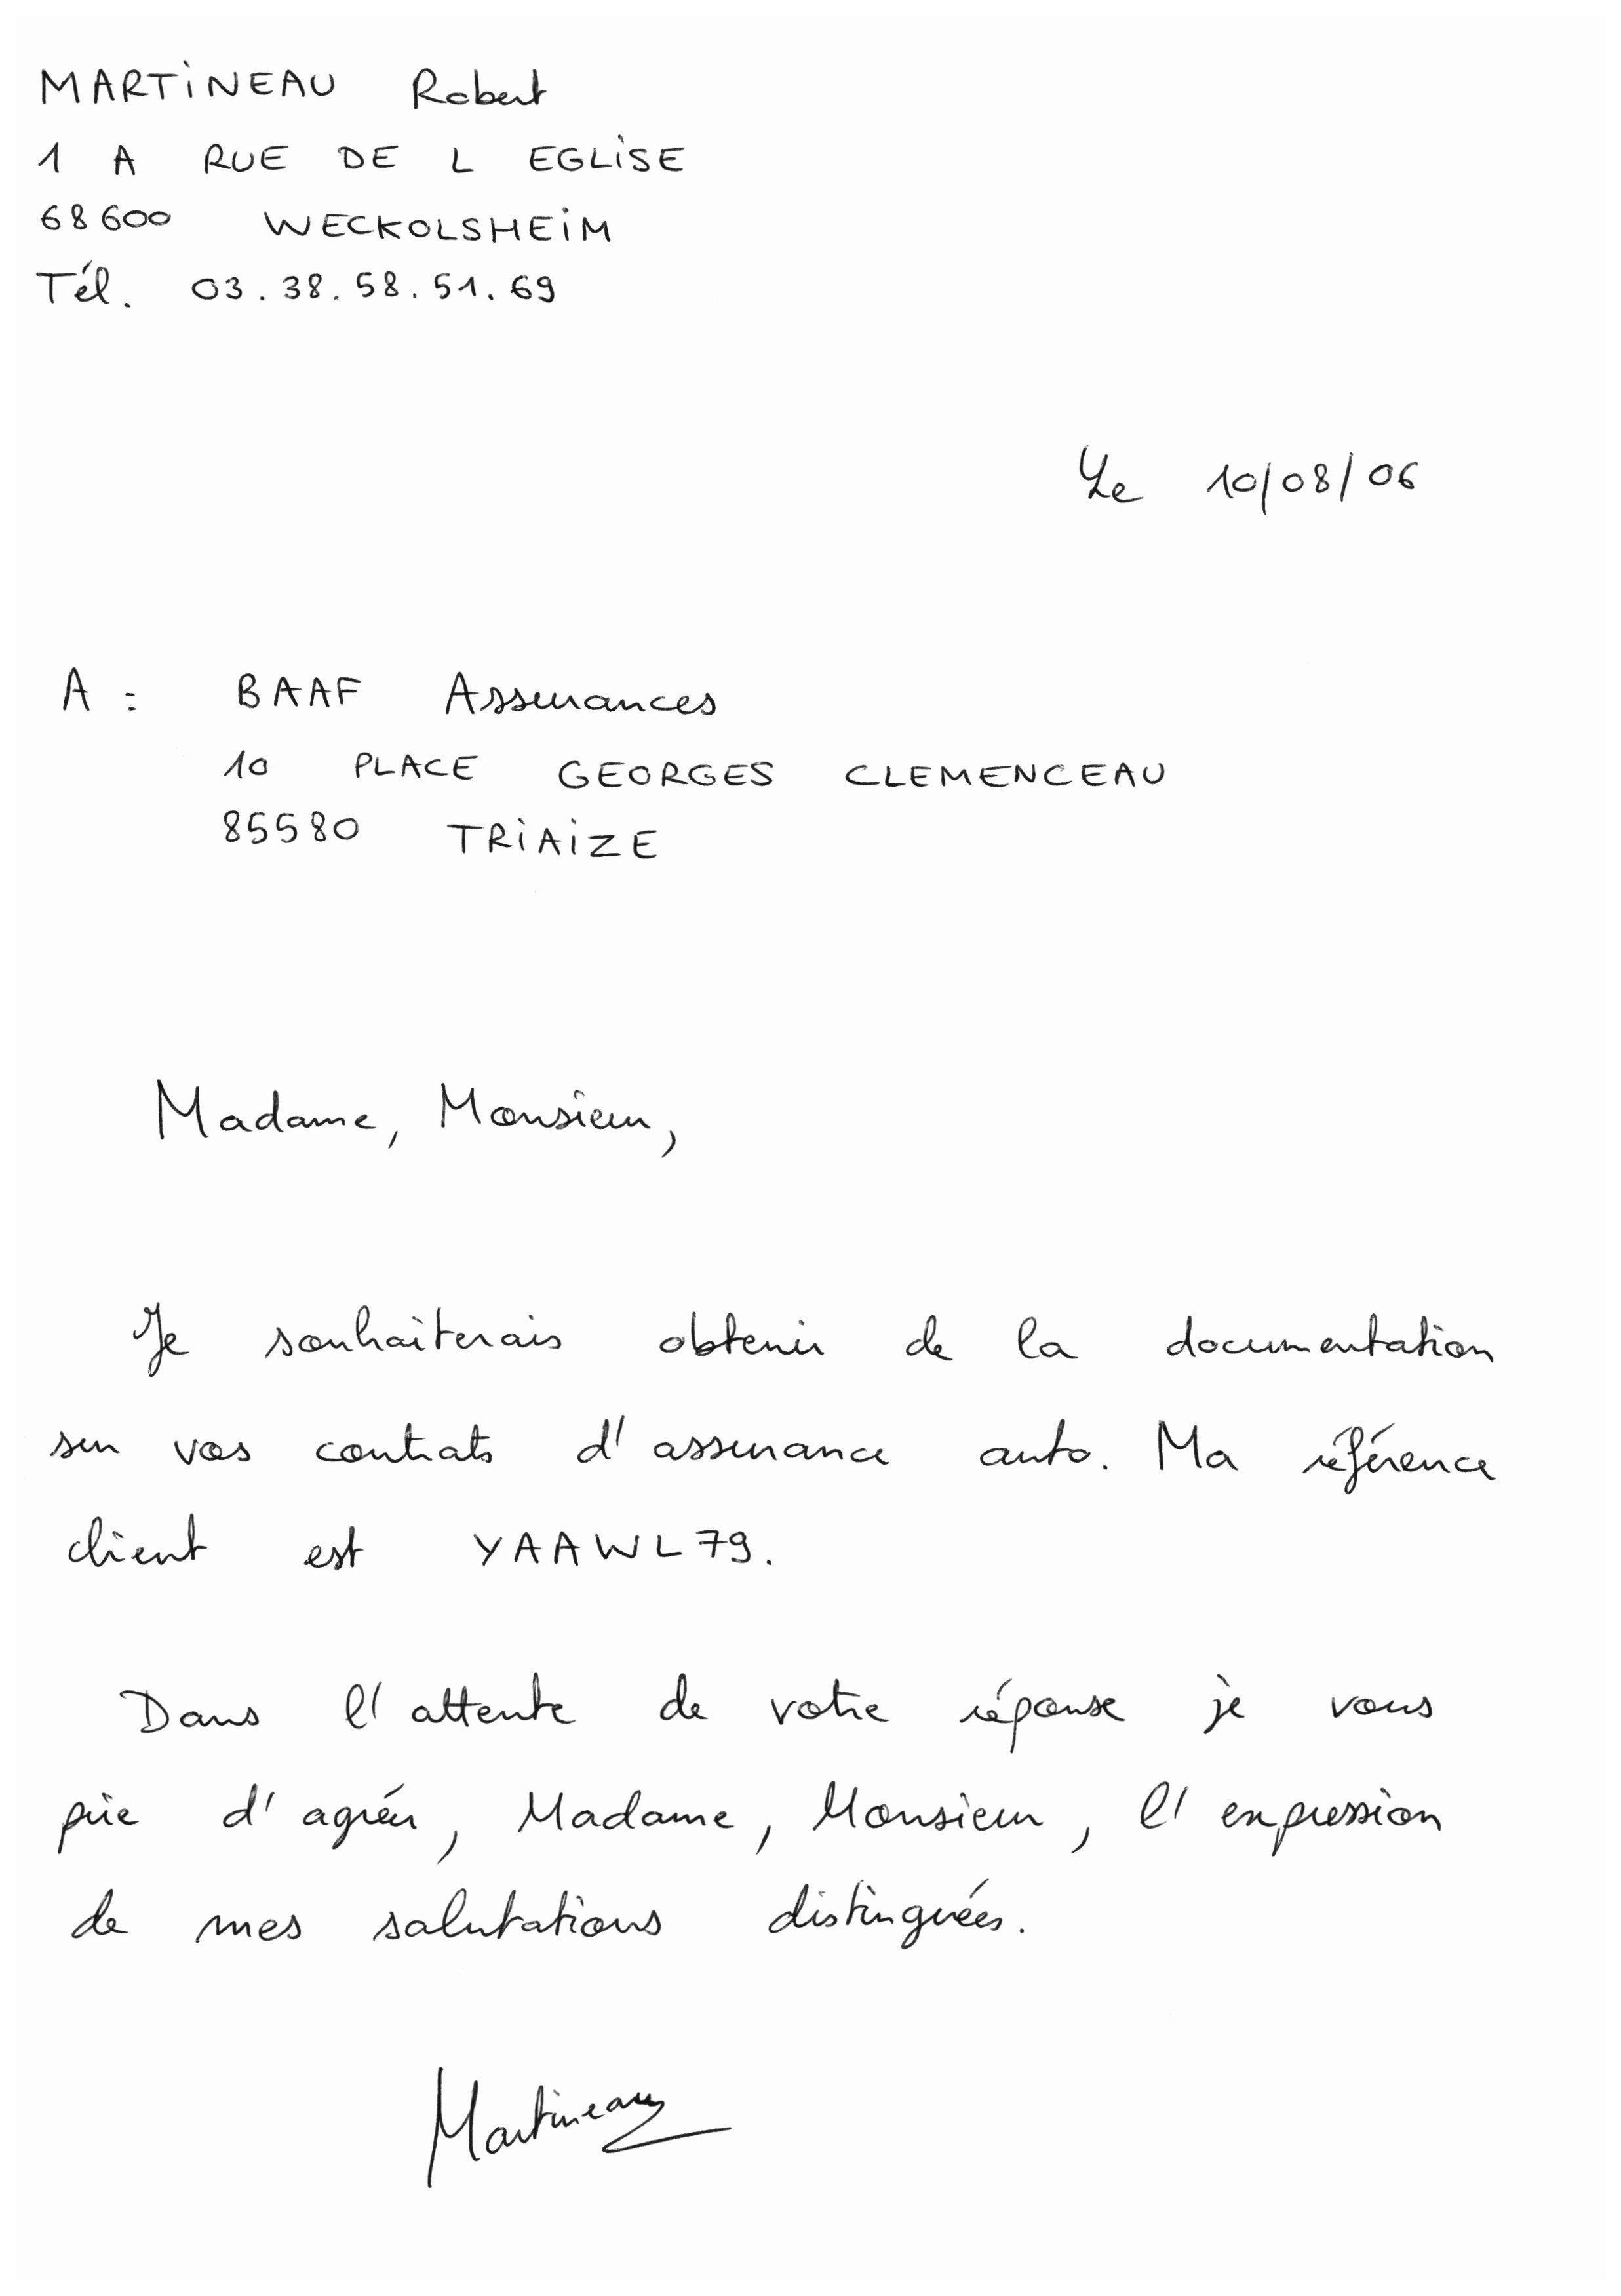 MARTINEAU Robert
1 A RUE DE L EGLISE
68600 WECKOLSHEIM
Tél. 03.38.58.51.69
Le 10/08/06
A : BAAF Assurances
10 PLACE GEORGES CLEMENCEAU
85580 TRIAIZE
Madame, Monsieur,
Je souhaiterais obtenir de la documentation
sur vos contrats d'assurance auto. Ma référence
client est YAAWL79.
Dans l'attente de votre réponse je vous
prie d'agréer, Madame, Monsieur, l'expression
de mes salutations distinguées.
Martineau